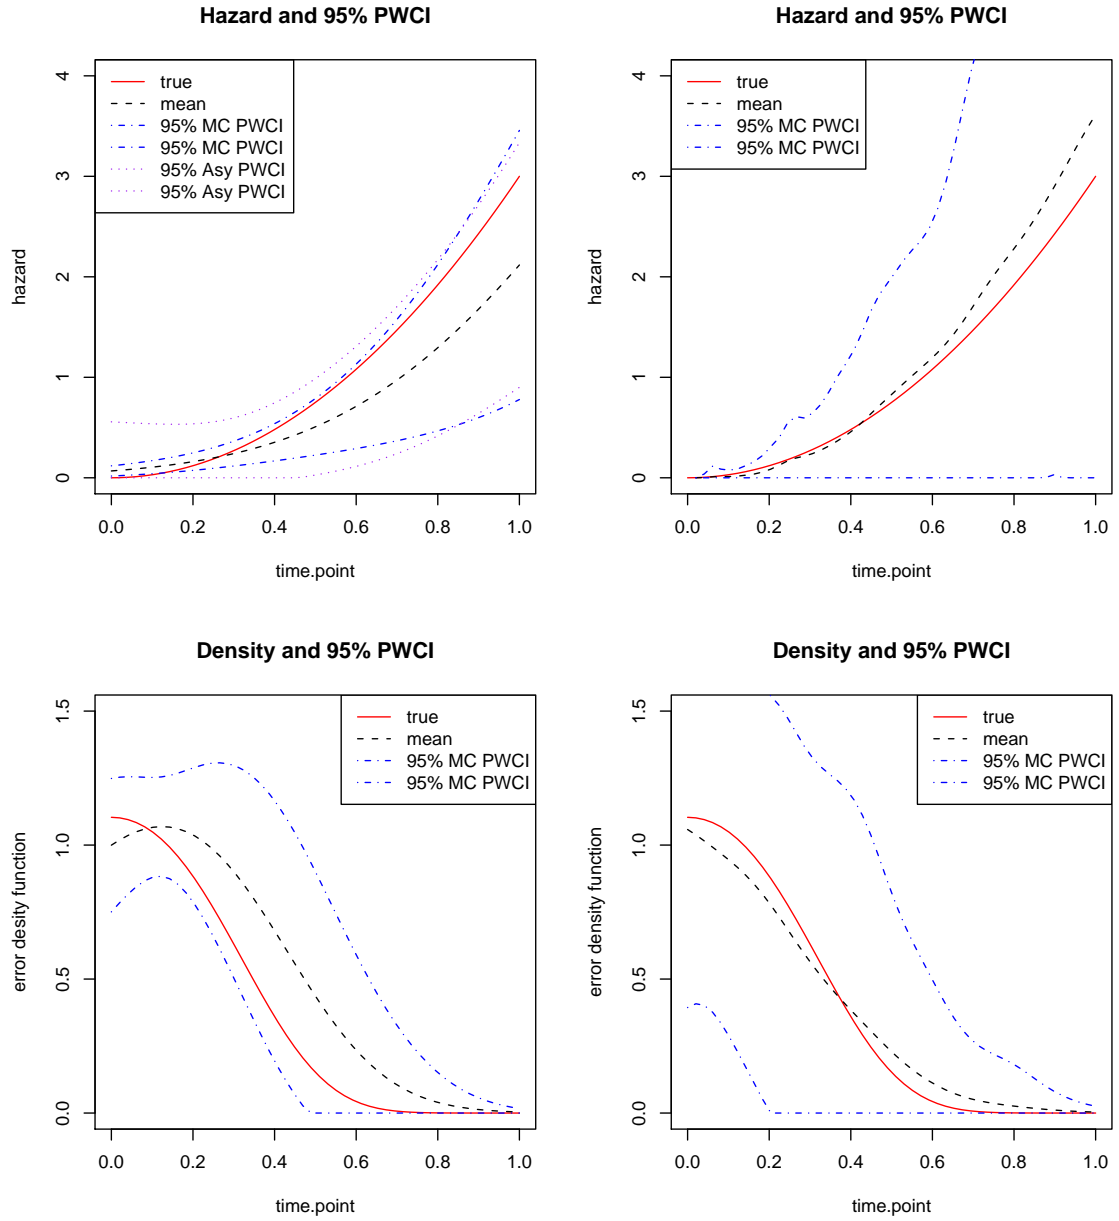 Hazard and 95% PWCI
4
3
2
1
0
hazard
true
mean
95% MC PWCI
95% MC PWCI
95% Asy PWCI
95% Asy PWCI
0.0 0.2 0.4 0.6 0.8 1.0
time.point
Hazard and 95% PWCI
4
3
2
1
0
hazard
true
mean
95% MC PWCI
95% MC PWCI
0.0 0.2 0.4 0.6 0.8 1.0
time.point
Density and 95% PWCI
1.5
1.0
0.5
0.0
error desity function
true
mean
95% MC PWCI
95% MC PWCI
0.0 0.2 0.4 0.6 0.8 1.0
time.point
Density and 95% PWCI
1.5
1.0
0.5
0.0
error density function
true
mean
95% MC PWCI
95% MC PWCI
0.0 0.2 0.4 0.6 0.8 1.0
time.point